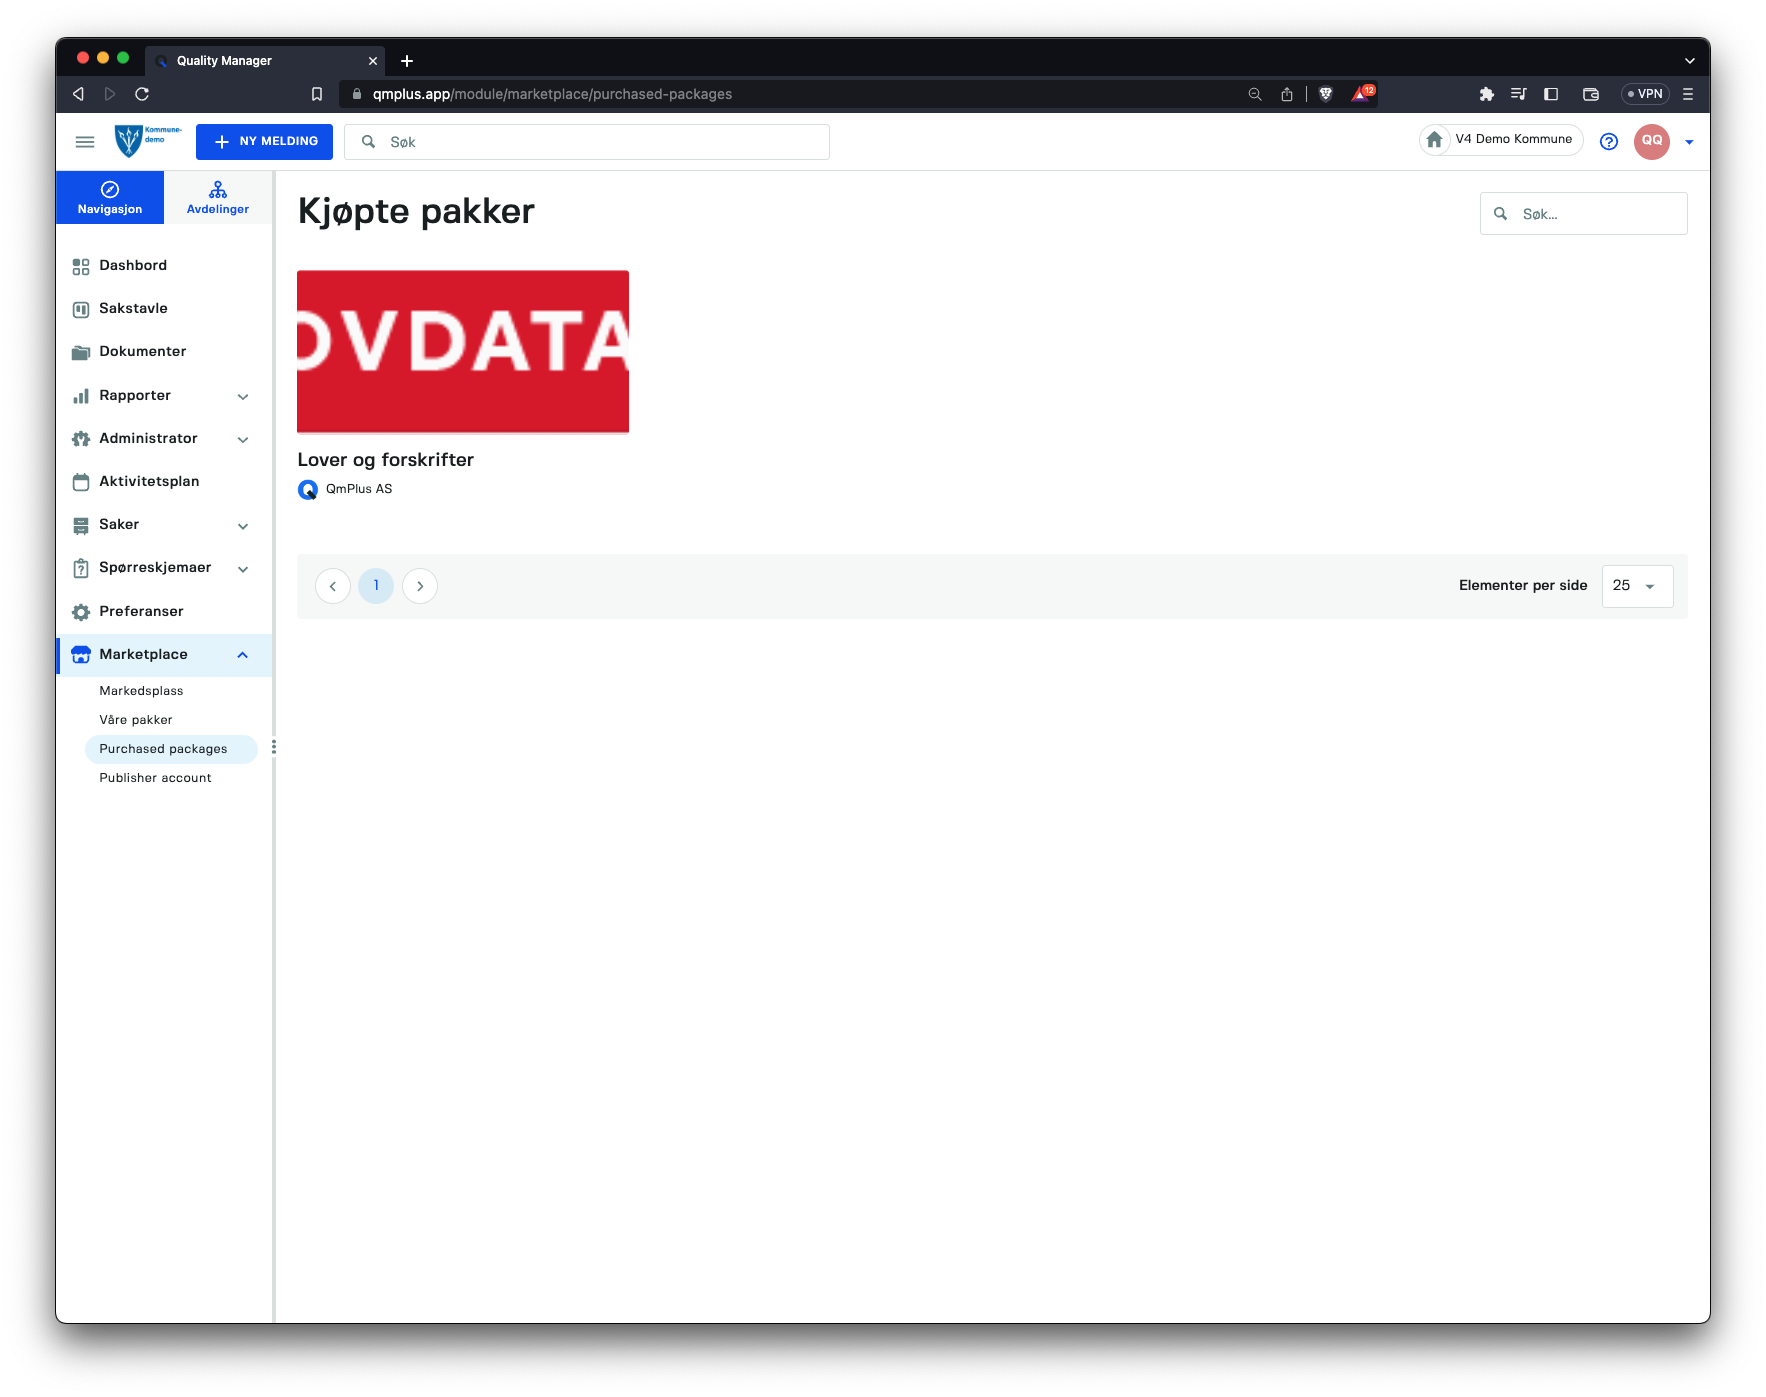 Quality Manager
qmplus.app/module/marketplace/purchased-packages
12
VPN
Kommune-
demo
NY MELDING
Søk
V4 Demo Kommune
QQ
Navigasjon
Avdelinger
Kjøpte pakker
Søk...
Dashbord
Sakstavle
Dokumenter
Rapporter
Administrator
Aktivitetsplan
Saker
Spørreskjemaer
Preferanser
Marketplace
Markedsplass
Våre pakker
Purchased packages
Publisher account
OVDATA
Lover og forskrifter
QmPlus AS
1
Elementer per side
25